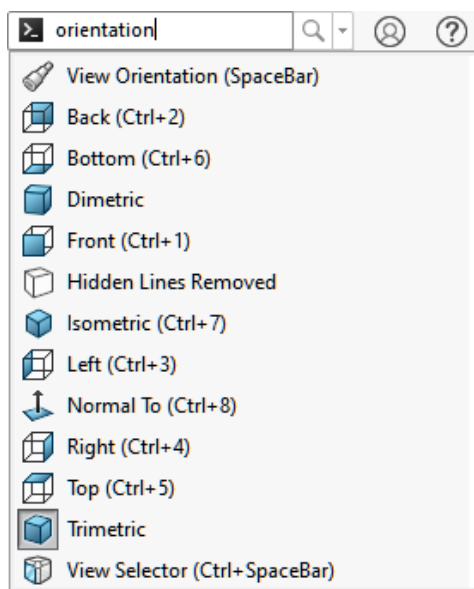 orientation
View Orientation (SpaceBar)
Back (Ctrl+2)
Bottom (Ctrl+6)
Dimetric
Front (Ctrl+1)
Hidden Lines Removed
Isometric (Ctrl+7)
Left (Ctrl+3)
Normal To (Ctrl+8)
Right (Ctrl+4)
Top (Ctrl+5)
Trimetric
View Selector (Ctrl+SpaceBar)